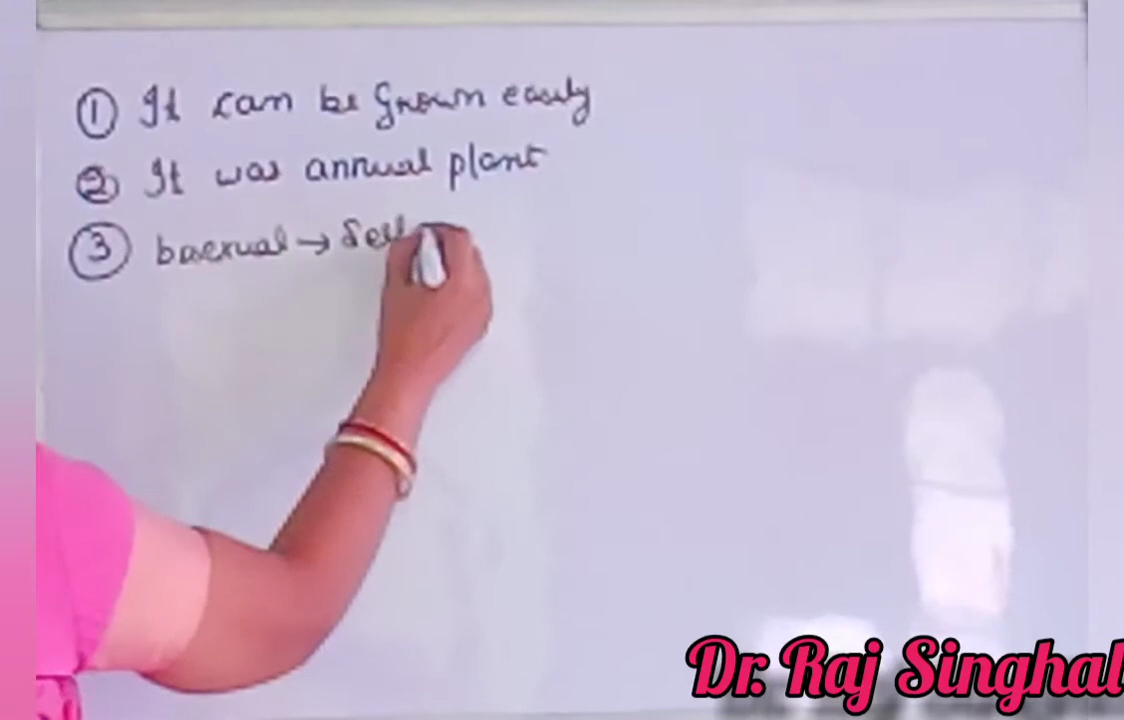 ① It can be Grown easily
② It was annual plant
③ bisexual → Self
Dr. Raj Singhal